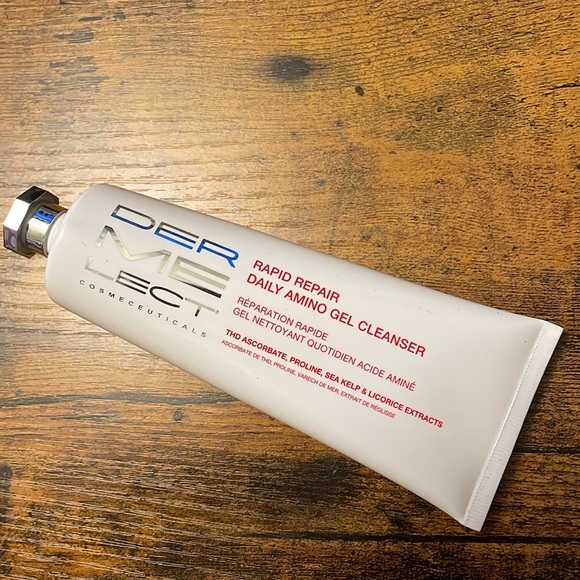 DER
ME
LECT
COSMECEUTICALS
RAPID REPAIR
DAILY AMINO GEL CLEANSER
RÉPARATION RAPIDE
GEL NETTOYANT QUOTIDIEN ACIDE AMINÉ
THD ASCORBATE, PROLINE, SEA KELP & LICORICE EXTRACTS
ASCORBATE DE THD, PROLINE, VARECH DE MER, EXTRAIT DE RÉGLISSE